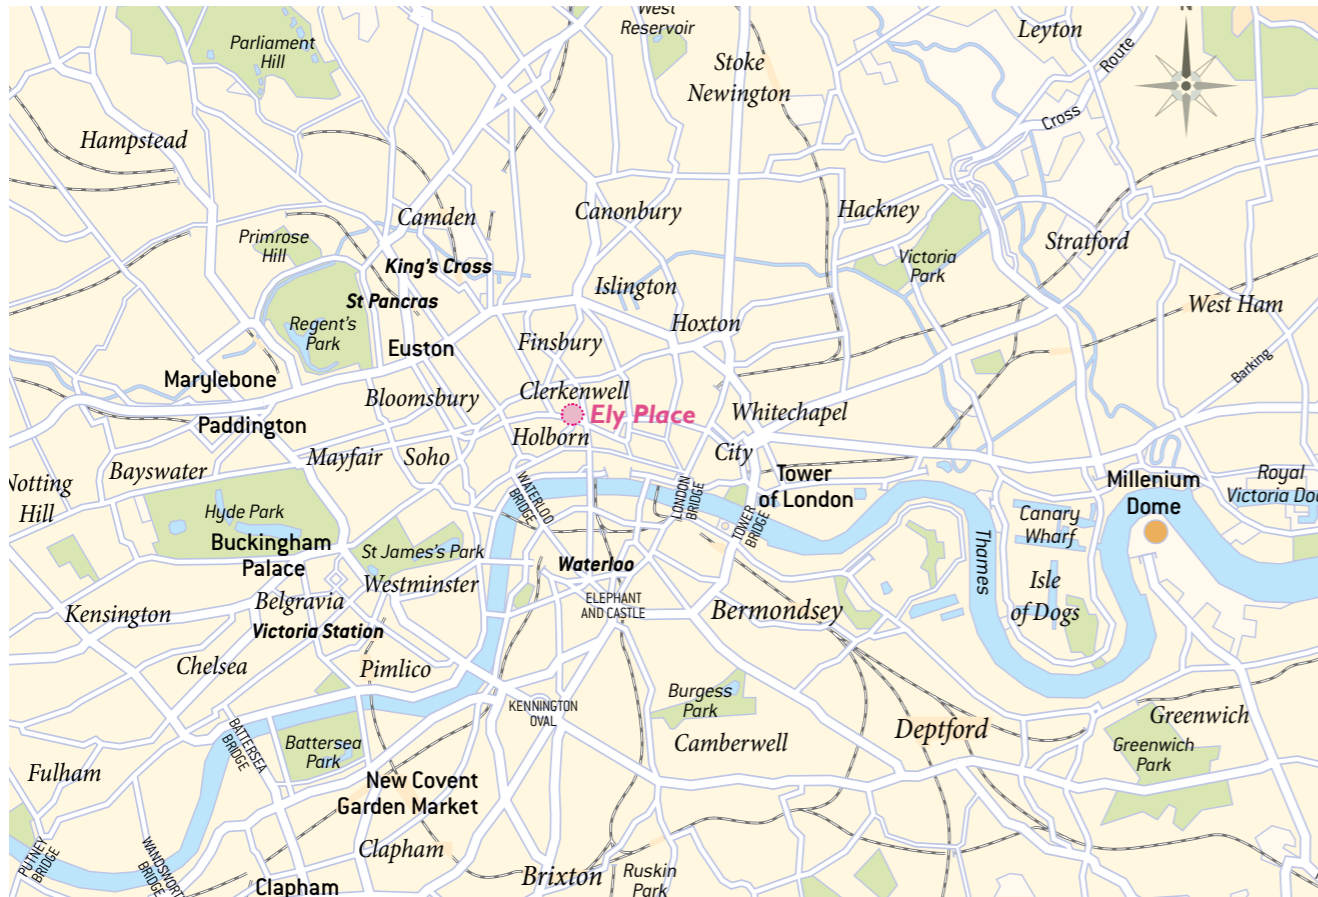 West
Reservoir
N
Leyton
Route
Cross
Parliament
Hill
Stoke
Newington
Hampstead
Camden
Canonbury
Hackney
Primrose
Hill
King's Cross
Victoria
Park
Stratford
St Pancras
Islington
West Ham
Regent's
Park
Hoxton
Euston
Finsbury
Barking
Marylebone
Bloomsbury
Clerkenwell
Ely Place
Whitechapel
Paddington
Holborn
Mayfair
Soho
City
Bayswater
Tower
of London
Notting
Hill
WATERLOO
BRIDGE
LONDON
BRIDGE
TOWER
BRIDGE
Millenium
Dome
Royal
Victoria Do
Hyde Park
Canary
Wharf
Buckingham
Palace
St James's Park
Thames
Waterloo
Westminster
Isle
of Dogs
ELEPHANT
AND CASTLE
Belgravia
Bermondsey
Kensington
Victoria Station
Chelsea
Pimlico
Burgess
Park
KENNINGTON
OVAL
Greenwich
Deptford
Camberwell
Greenwich
Park
BATTERSEA
BRIDGE
Battersea
Park
Fulham
New Covent
Garden Market
Clapham
PUTNEY
BRIDGE
WANDSWORT
BRIDGE
Brixton
Ruskin
Park
Clapham